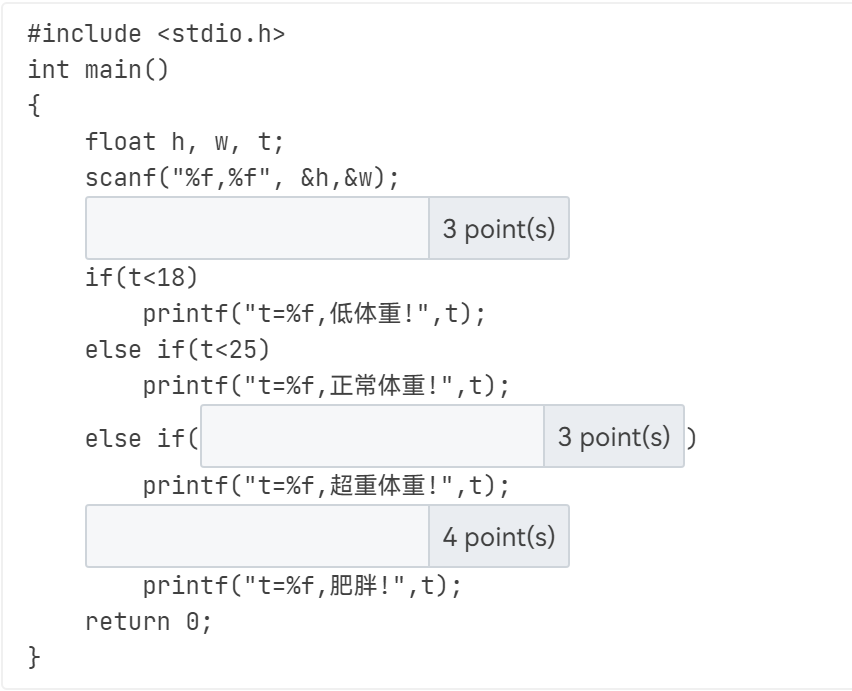 #include <stdio.h>
int main()
{
    float h, w, t;
    scanf("%f,%f", &h,&w);
    3 point(s)
    if(t<18)
        printf("t=%f,低体重!",t);
    else if(t<25)
        printf("t=%f,正常体重!",t);
    else if( 3 point(s) )
        printf("t=%f,超重体重!",t);
    4 point(s)
        printf("t=%f,肥胖!",t);
    return 0;
}